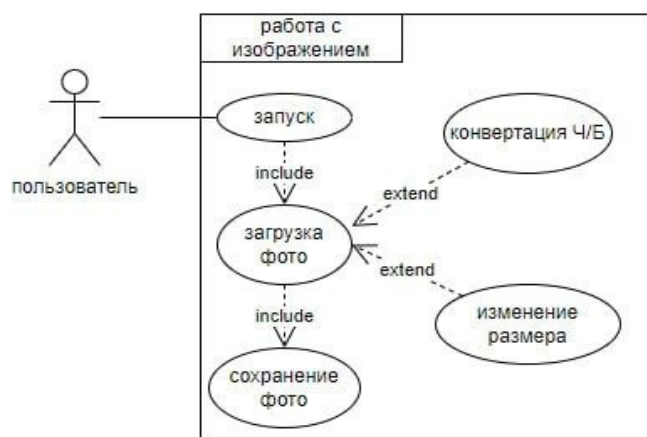 работа с
изображением
запуск
конвертация Ч/Б
пользователь
include
extend
загрузка
фото
extend
include
изменение
размера
сохранение
фото